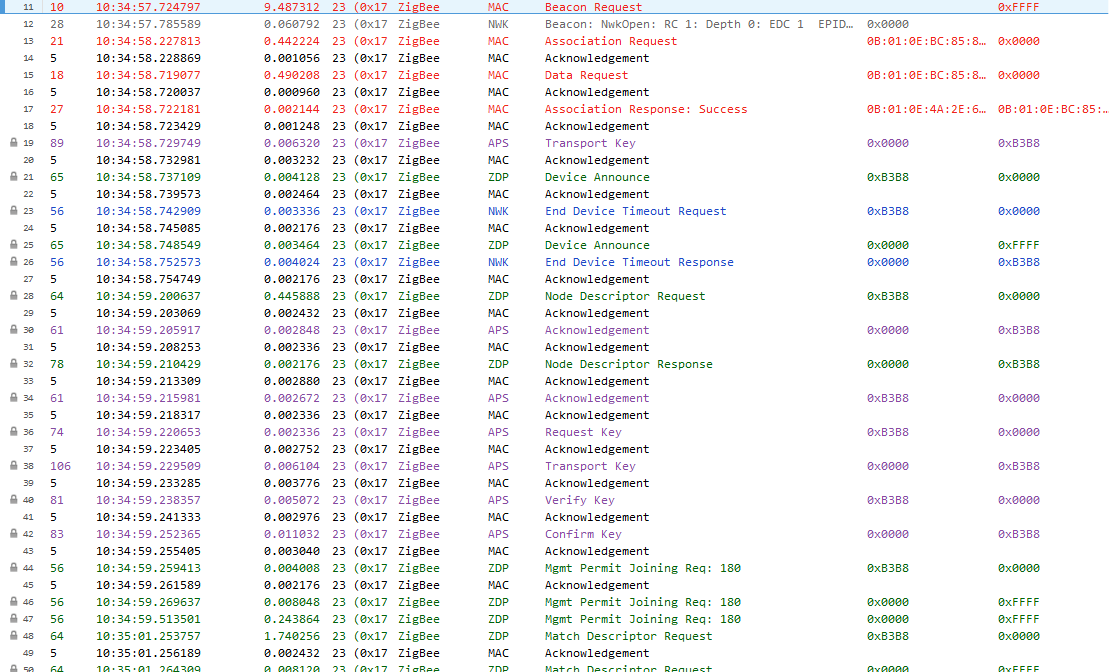 11 10 10:34:57.724797 9.487312 23 (0x17 ZigBee MAC Beacon Request 0xFFFF
12 28 10:34:57.785589 0.060792 23 (0x17 ZigBee NWK Beacon: NwkOpen: RC 1: Depth 0: EDC 1 EPID… 0x0000
13 21 10:34:58.227813 0.442224 23 (0x17 ZigBee MAC Association Request 0B:01:0E:BC:85:8… 0x0000
14 5 10:34:58.228869 0.001056 23 (0x17 ZigBee MAC Acknowledgement
15 18 10:34:58.719077 0.490208 23 (0x17 ZigBee MAC Data Request 0B:01:0E:BC:85:8… 0x0000
16 5 10:34:58.720037 0.000960 23 (0x17 ZigBee MAC Acknowledgement
17 27 10:34:58.722181 0.002144 23 (0x17 ZigBee MAC Association Response: Success 0B:01:0E:4A:2E:6… 0B:01:0E:BC:85:…
18 5 10:34:58.723429 0.001248 23 (0x17 ZigBee MAC Acknowledgement
19 89 10:34:58.729749 0.006320 23 (0x17 ZigBee APS Transport Key 0x0000 0xB3B8
20 5 10:34:58.732981 0.003232 23 (0x17 ZigBee MAC Acknowledgement
21 65 10:34:58.737109 0.004128 23 (0x17 ZigBee ZDP Device Announce 0xB3B8 0x0000
22 5 10:34:58.739573 0.002464 23 (0x17 ZigBee MAC Acknowledgement
23 56 10:34:58.742909 0.003336 23 (0x17 ZigBee NWK End Device Timeout Request 0xB3B8 0x0000
24 5 10:34:58.745085 0.002176 23 (0x17 ZigBee MAC Acknowledgement
25 65 10:34:58.748549 0.003464 23 (0x17 ZigBee ZDP Device Announce 0x0000 0xFFFF
26 56 10:34:58.752573 0.004024 23 (0x17 ZigBee NWK End Device Timeout Response 0x0000 0xB3B8
27 5 10:34:58.754749 0.002176 23 (0x17 ZigBee MAC Acknowledgement
28 64 10:34:59.200637 0.445888 23 (0x17 ZigBee ZDP Node Descriptor Request 0xB3B8 0x0000
29 5 10:34:59.203069 0.002432 23 (0x17 ZigBee MAC Acknowledgement
30 61 10:34:59.205917 0.002848 23 (0x17 ZigBee APS Acknowledgement 0x0000 0xB3B8
31 5 10:34:59.208253 0.002336 23 (0x17 ZigBee MAC Acknowledgement
32 78 10:34:59.210429 0.002176 23 (0x17 ZigBee ZDP Node Descriptor Response 0x0000 0xB3B8
33 5 10:34:59.213309 0.002880 23 (0x17 ZigBee MAC Acknowledgement
34 61 10:34:59.215981 0.002672 23 (0x17 ZigBee APS Acknowledgement 0xB3B8 0x0000
35 5 10:34:59.218317 0.002336 23 (0x17 ZigBee MAC Acknowledgement
36 74 10:34:59.220653 0.002336 23 (0x17 ZigBee APS Request Key 0xB3B8 0x0000
37 5 10:34:59.223405 0.002752 23 (0x17 ZigBee MAC Acknowledgement
38 106 10:34:59.229509 0.006104 23 (0x17 ZigBee APS Transport Key 0x0000 0xB3B8
39 5 10:34:59.233285 0.003776 23 (0x17 ZigBee MAC Acknowledgement
40 81 10:34:59.238357 0.005072 23 (0x17 ZigBee APS Verify Key 0xB3B8 0x0000
41 5 10:34:59.241333 0.002976 23 (0x17 ZigBee MAC Acknowledgement
42 83 10:34:59.252365 0.011032 23 (0x17 ZigBee APS Confirm Key 0x0000 0xB3B8
43 5 10:34:59.255405 0.003040 23 (0x17 ZigBee MAC Acknowledgement
44 56 10:34:59.259413 0.004008 23 (0x17 ZigBee ZDP Mgmt Permit Joining Req: 180 0xB3B8 0x0000
45 5 10:34:59.261589 0.002176 23 (0x17 ZigBee MAC Acknowledgement
46 56 10:34:59.269637 0.008048 23 (0x17 ZigBee ZDP Mgmt Permit Joining Req: 180 0x0000 0xFFFF
47 56 10:34:59.513501 0.243864 23 (0x17 ZigBee ZDP Mgmt Permit Joining Req: 180 0x0000 0xFFFF
48 64 10:35:01.253757 1.740256 23 (0x17 ZigBee ZDP Match Descriptor Request 0xB3B8 0x0000
49 5 10:35:01.256189 0.002432 23 (0x17 ZigBee MAC Acknowledgement
50 64 10:35:01.264309 0.008120 23 (0x17 ZigBee ZDP Match Descriptor Request 0x0000 0xFFFF